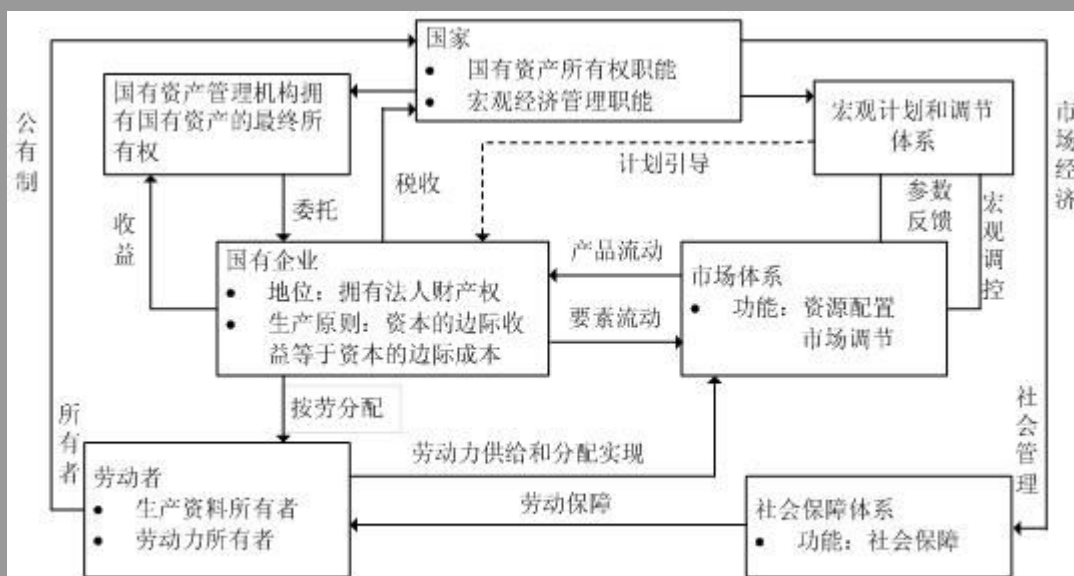 国家
• 国有资产所有权职能
• 宏观经济管理职能
国有资产管理机构拥
有国有资产的最终所
有权
宏观计划和调节
体系
公有制
市场经济
计划引导
税收
参数
反馈
宏观调控
委托
收益
国有企业
• 地位：拥有法人财产权
• 生产原则：资本的边际收
益等于资本的边际成本
产品流动
要素流动
市场体系
• 功能：资源配置
市场调节
按劳分配
所有者
社会管理
劳动力供给和分配实现
劳动者
• 生产资料所有者
• 劳动力所有者
劳动保障
社会保障体系
• 功能：社会保障